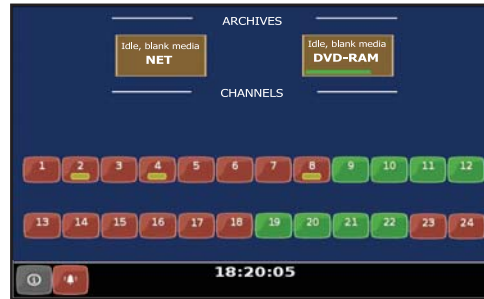 ARCHIVES
Idle, blank media
NET
Idle, blank media
DVD-RAM
CHANNELS
1 2 3 4 5 6 7 8 9 10 11 12
13 14 15 16 17 18 19 20 21 22 23 24
18:20:05